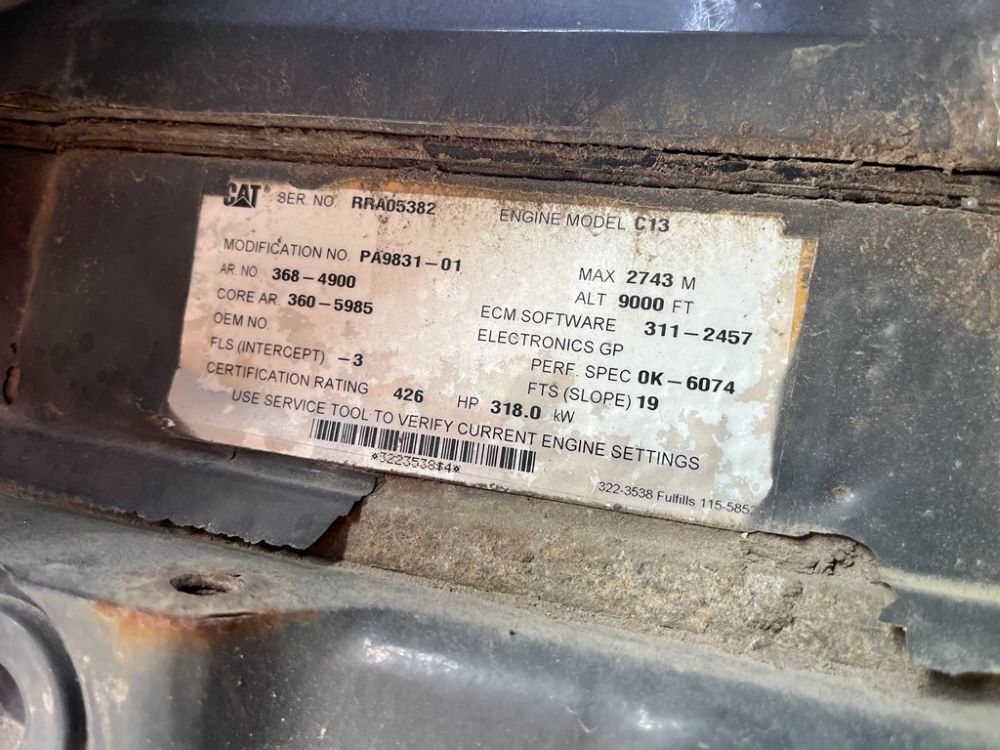 CAT® SER. NO. RRA05382 ENGINE MODEL C13
MODIFICATION NO. PA9831-01 MAX 2743 M
AR. NO. 368-4900 ALT 9000 FT
CORE AR 360-5985 ECM SOFTWARE 311-2457
OEM NO. ELECTRONICS GP
FLS (INTERCEPT) -3 PERF. SPEC 0K-6074
CERTIFICATION RATING 426 HP 318.0 kW FTS (SLOPE) 19
USE SERVICE TOOL TO VERIFY CURRENT ENGINE SETTINGS
*3223538#4*
322-3538 Fulfills